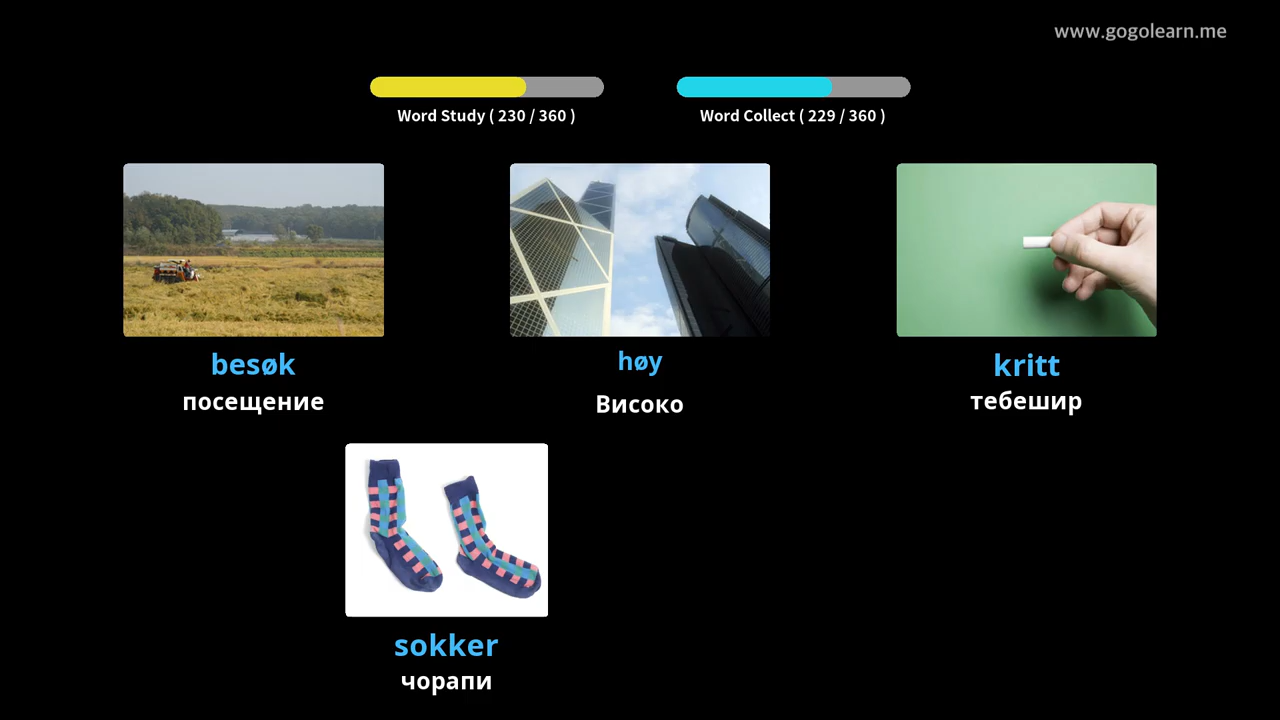 www.gogolearn.me
Word Study ( 230 / 360 )
Word Collect ( 229 / 360 )
besøk
посещение
høy
Високо
kritt
тебешир
sokker
чорапи